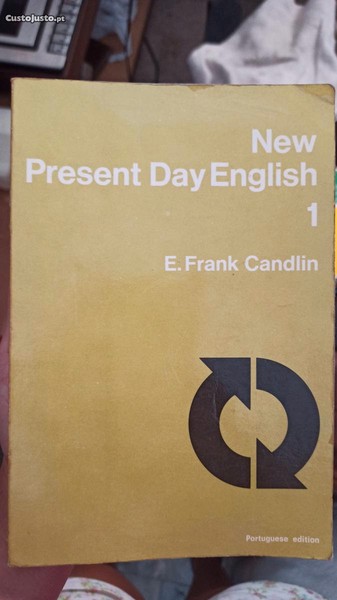 CustoJusto.pt
New
Present Day English
1
E. Frank Candlin
Portuguese edition